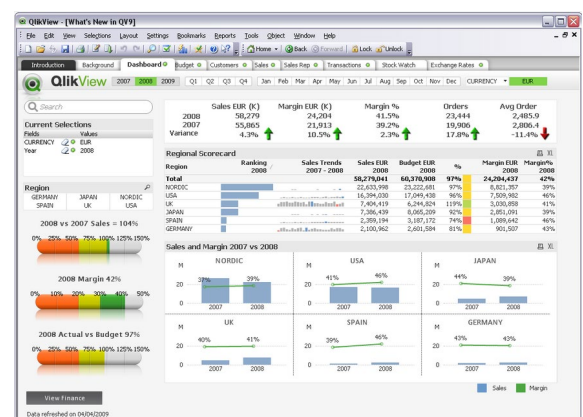 QlikView - [What's New in QV9]
File Edit View Selections Layout Settings Bookmarks Reports Tools Object Window Help
Home Back Forward Lock Unlock
Introduction Background Dashboard Budget Customers Sales Sales Rep Transactions Stock Watch Exchange Rates
QlikView 2007 2008 2009 Q1 Q2 Q3 Q4 Jan Feb Mar Apr May Jun Jul Aug Sep Oct Nov Dec CURRENCY EUR
Search
Current Selections
Fields Values
CURRENCY EUR
Year 2008
Region
GERMANY JAPAN NORDIC
SPAIN UK USA
2008 vs 2007 Sales = 104%
0% 25% 50% 75% 100% 125% 150%
2008 Margin 42%
0% 10% 20% 30% 40% 50%
2008 Actual vs Budget 97%
0% 25% 50% 75% 100% 125% 150%
View Finance
Data refreshed on 04/04/2009
Sales EUR (K) Margin EUR (K) Margin % Orders Avg Order
2008 58,279 24,204 41.5% 23,444 2,485.9
2007 55,865 21,913 39.2% 19,906 2,806.4
Variance 4.3% 10.5% 2.3% 17.8% -11.4%
Regional Scorecard XL
Ranking Sales Trends Sales EUR Budget EUR % Margin EUR Margin%
2008 2007 - 2008 2008 2008 2008 2008
Total 58,279,041 60,370,908 97% 24,204,437 42%
NORDIC 22,633,998 23,222,681 97% 8,821,357 39%
USA 16,394,030 17,049,438 96% 7,509,982 46%
UK 7,404,419 6,244,824 119% 3,030,858 41%
JAPAN 7,386,439 8,065,209 92% 2,851,091 39%
SPAIN 2,359,194 3,187,172 74% 1,089,642 46%
GERMANY 2,100,962 2,601,584 81% 901,507 43%
Sales and Margin 2007 vs 2008 XL
NORDIC USA JAPAN
M M M
37% 39% 41% 46% 44% 39%
20 20 20
0 0 0
2007 2008 2007 2008 2007 2008
UK SPAIN GERMANY
M M M
40% 41% 39% 46% 43% 43%
20 20 20
0 0 0
2007 2008 2007 2008 2007 2008
Sales Margin